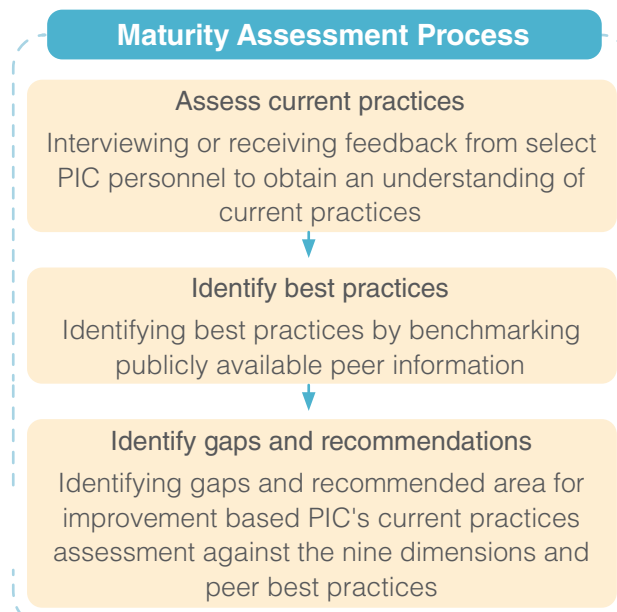 Maturity Assessment Process
Assess current practices
Interviewing or receiving feedback from select
PIC personnel to obtain an understanding of
current practices
Identify best practices
Identifying best practices by benchmarking
publicly available peer information
Identify gaps and recommendations
Identifying gaps and recommended area for
improvement based PIC's current practices
assessment against the nine dimensions and
peer best practices